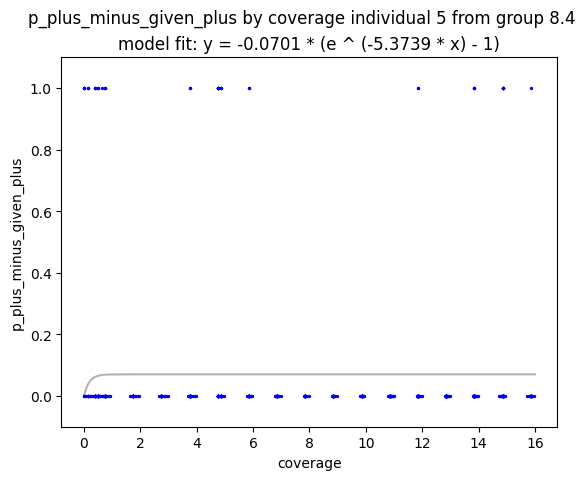 p_plus_minus_given_plus by coverage individual 5 from group 8.4
model fit: y = -0.0701 * (e ^ (-5.3739 * x) - 1)
1.0
0.8
0.6
0.4
0.2
0.0
p_plus_minus_given_plus
0 2 4 6 8 10 12 14 16
coverage